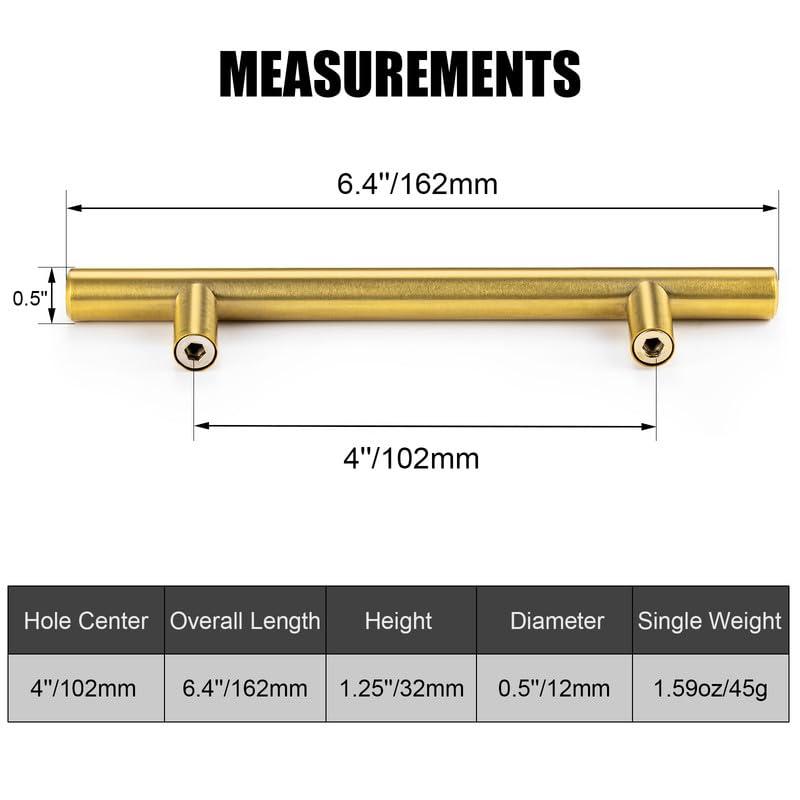 MEASUREMENTS
6.4"/162mm
0.5"
4"/102mm
Hole Center Overall Length Height Diameter Single Weight
4"/102mm 6.4"/162mm 1.25"/32mm 0.5"/12mm 1.59oz/45g